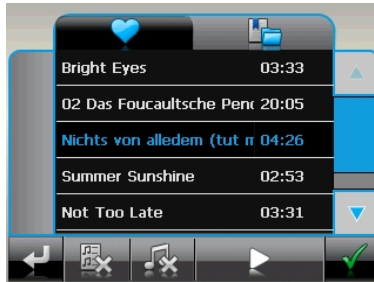 Bright Eyes 03:33
02 Das Foucaultsche Pen 20:05
Nichts von alledem (tut 04:26
Summer Sunshine 02:53
Not Too Late 03:31